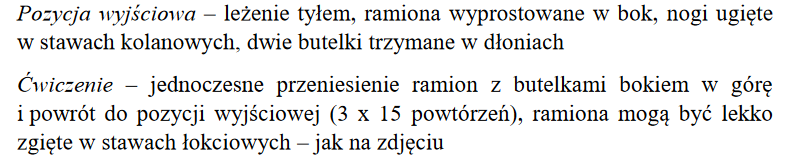 Pozycja wyjściowa – leżenie tyłem, ramiona wyprostowane w bok, nogi ugięte
w stawach kolanowych, dwie butelki trzymane w dłoniach
Ćwiczenie – jednoczesne przeniesienie ramion z butelkami bokiem w górę
i powrót do pozycji wyjściowej (3 x 15 powtórzeń), ramiona mogą być lekko
zgięte w stawach łokciowych – jak na zdjęciu